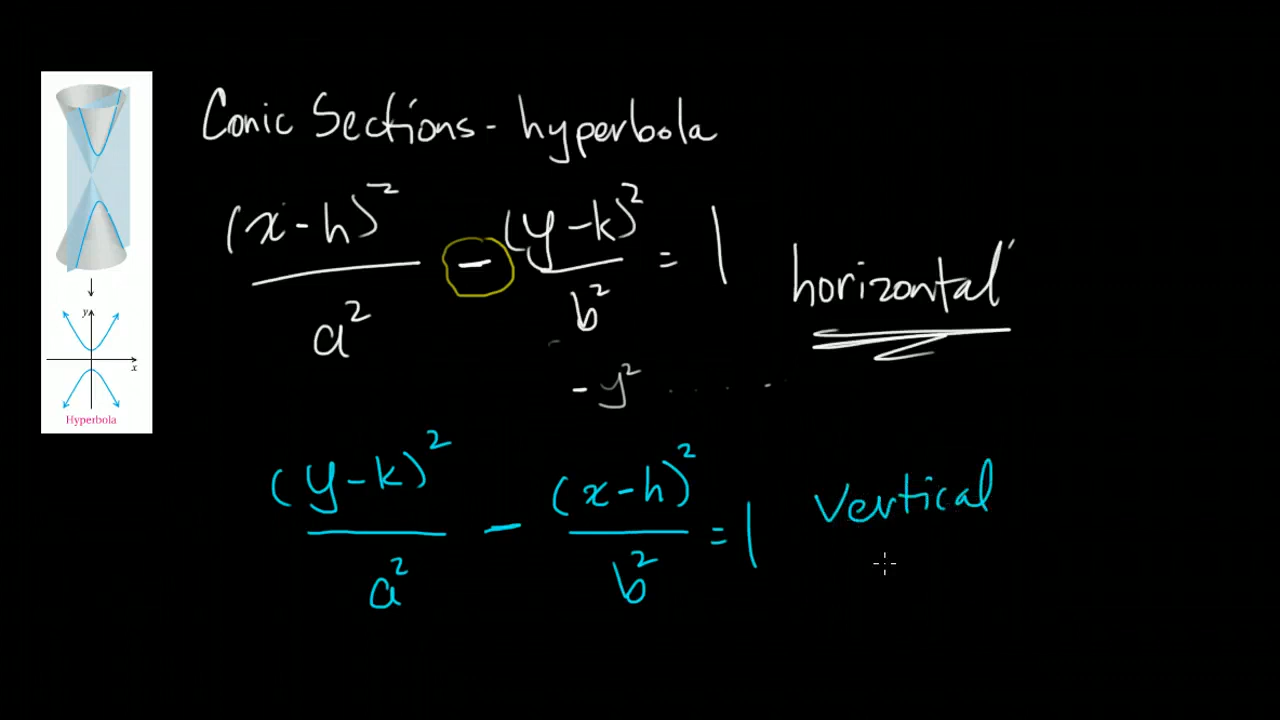 Conic Sections - hyperbola
(x-h)² / a² - (y-k)² / b² = 1 horizontal
- y² . . . . .
(y-k)² / a² - (x-h)² / b² = 1 vertical
y
x
Hyperbola